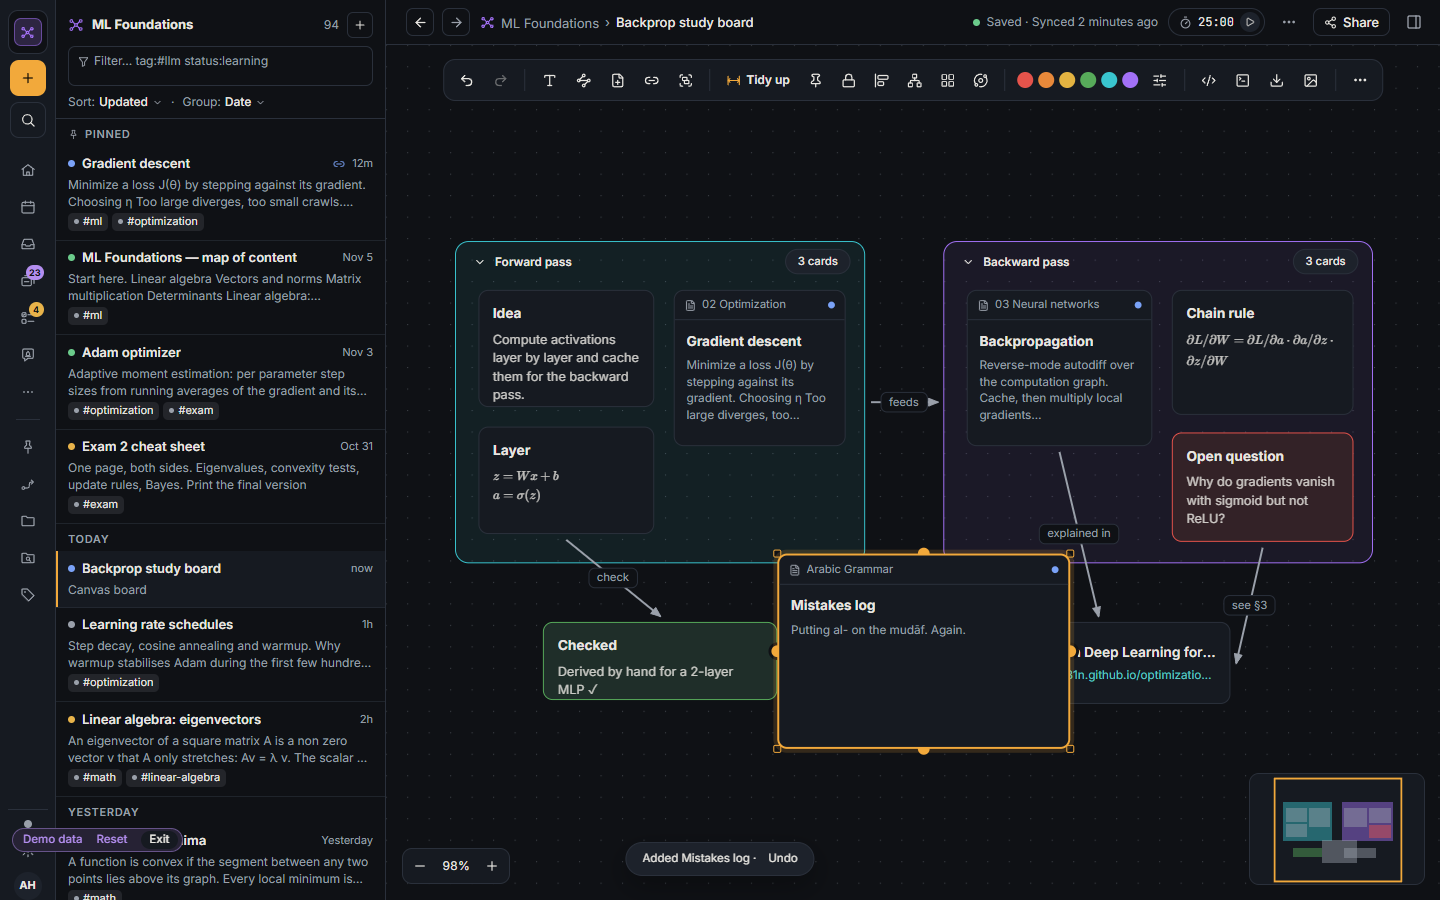 ML Foundations 94
Filter... tag:#llm status:learning
Sort: Updated · Group: Date
PINNED
Gradient descent 12m
Minimize a loss J(θ) by stepping against its gradient.
Choosing η Too large diverges, too small crawls....
#ml #optimization
ML Foundations — map of content Nov 5
Start here. Linear algebra Vectors and norms Matrix
multiplication Determinants Linear algebra:...
#ml
Adam optimizer Nov 3
Adaptive moment estimation: per parameter step
sizes from running averages of the gradient and its...
#optimization #exam
Exam 2 cheat sheet Oct 31
One page, both sides. Eigenvalues, convexity tests,
update rules, Bayes. Print the final version
#exam
TODAY
Backprop study board now
Canvas board
Learning rate schedules 1h
Step decay, cosine annealing and warmup. Why
warmup stabilises Adam during the first few hundre...
#optimization
Linear algebra: eigenvectors 2h
An eigenvector of a square matrix A is a non zero
vector v that A only stretches: Av = λ v. The scalar ...
#math #linear-algebra
YESTERDAY
ima Yesterday
A function is convex if the segment between any two
points lies above its graph. Every local minimum is...
#math
23
4
Demo data Reset Exit
AH
ML Foundations › Backprop study board
Saved · Synced 2 minutes ago
25:00
Share
Tidy up
Forward pass 3 cards
Idea
Compute activations
layer by layer and cache
them for the backward
pass.
02 Optimization
Gradient descent
Minimize a loss J(θ) by
stepping against its
gradient. Choosing η Too
large diverges, too...
Layer
z = Wx + b
a = σ(z)
feeds
Backward pass 3 cards
03 Neural networks
Backpropagation
Reverse-mode autodiff over
the computation graph.
Cache, then multiply local
gradients...
Chain rule
∂L/∂W = ∂L/∂a · ∂a/∂z ·
∂z/∂W
Open question
Why do gradients vanish
with sigmoid but not
ReLU?
check
explained in
see §3
Checked
Derived by hand for a 2-layer
MLP ✓
Arabic Grammar
Mistakes log
Putting al- on the mudāf. Again.
Deep Learning for...
31n.github.io/optimizatio...
98%
Added Mistakes log · Undo